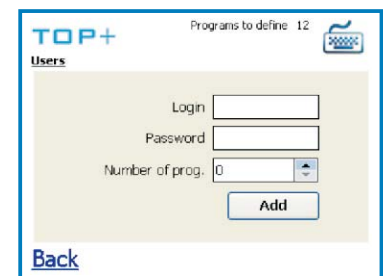 TOP+
Programs to define 12
Users
Login
Password
Number of prog. 0
Add
Back